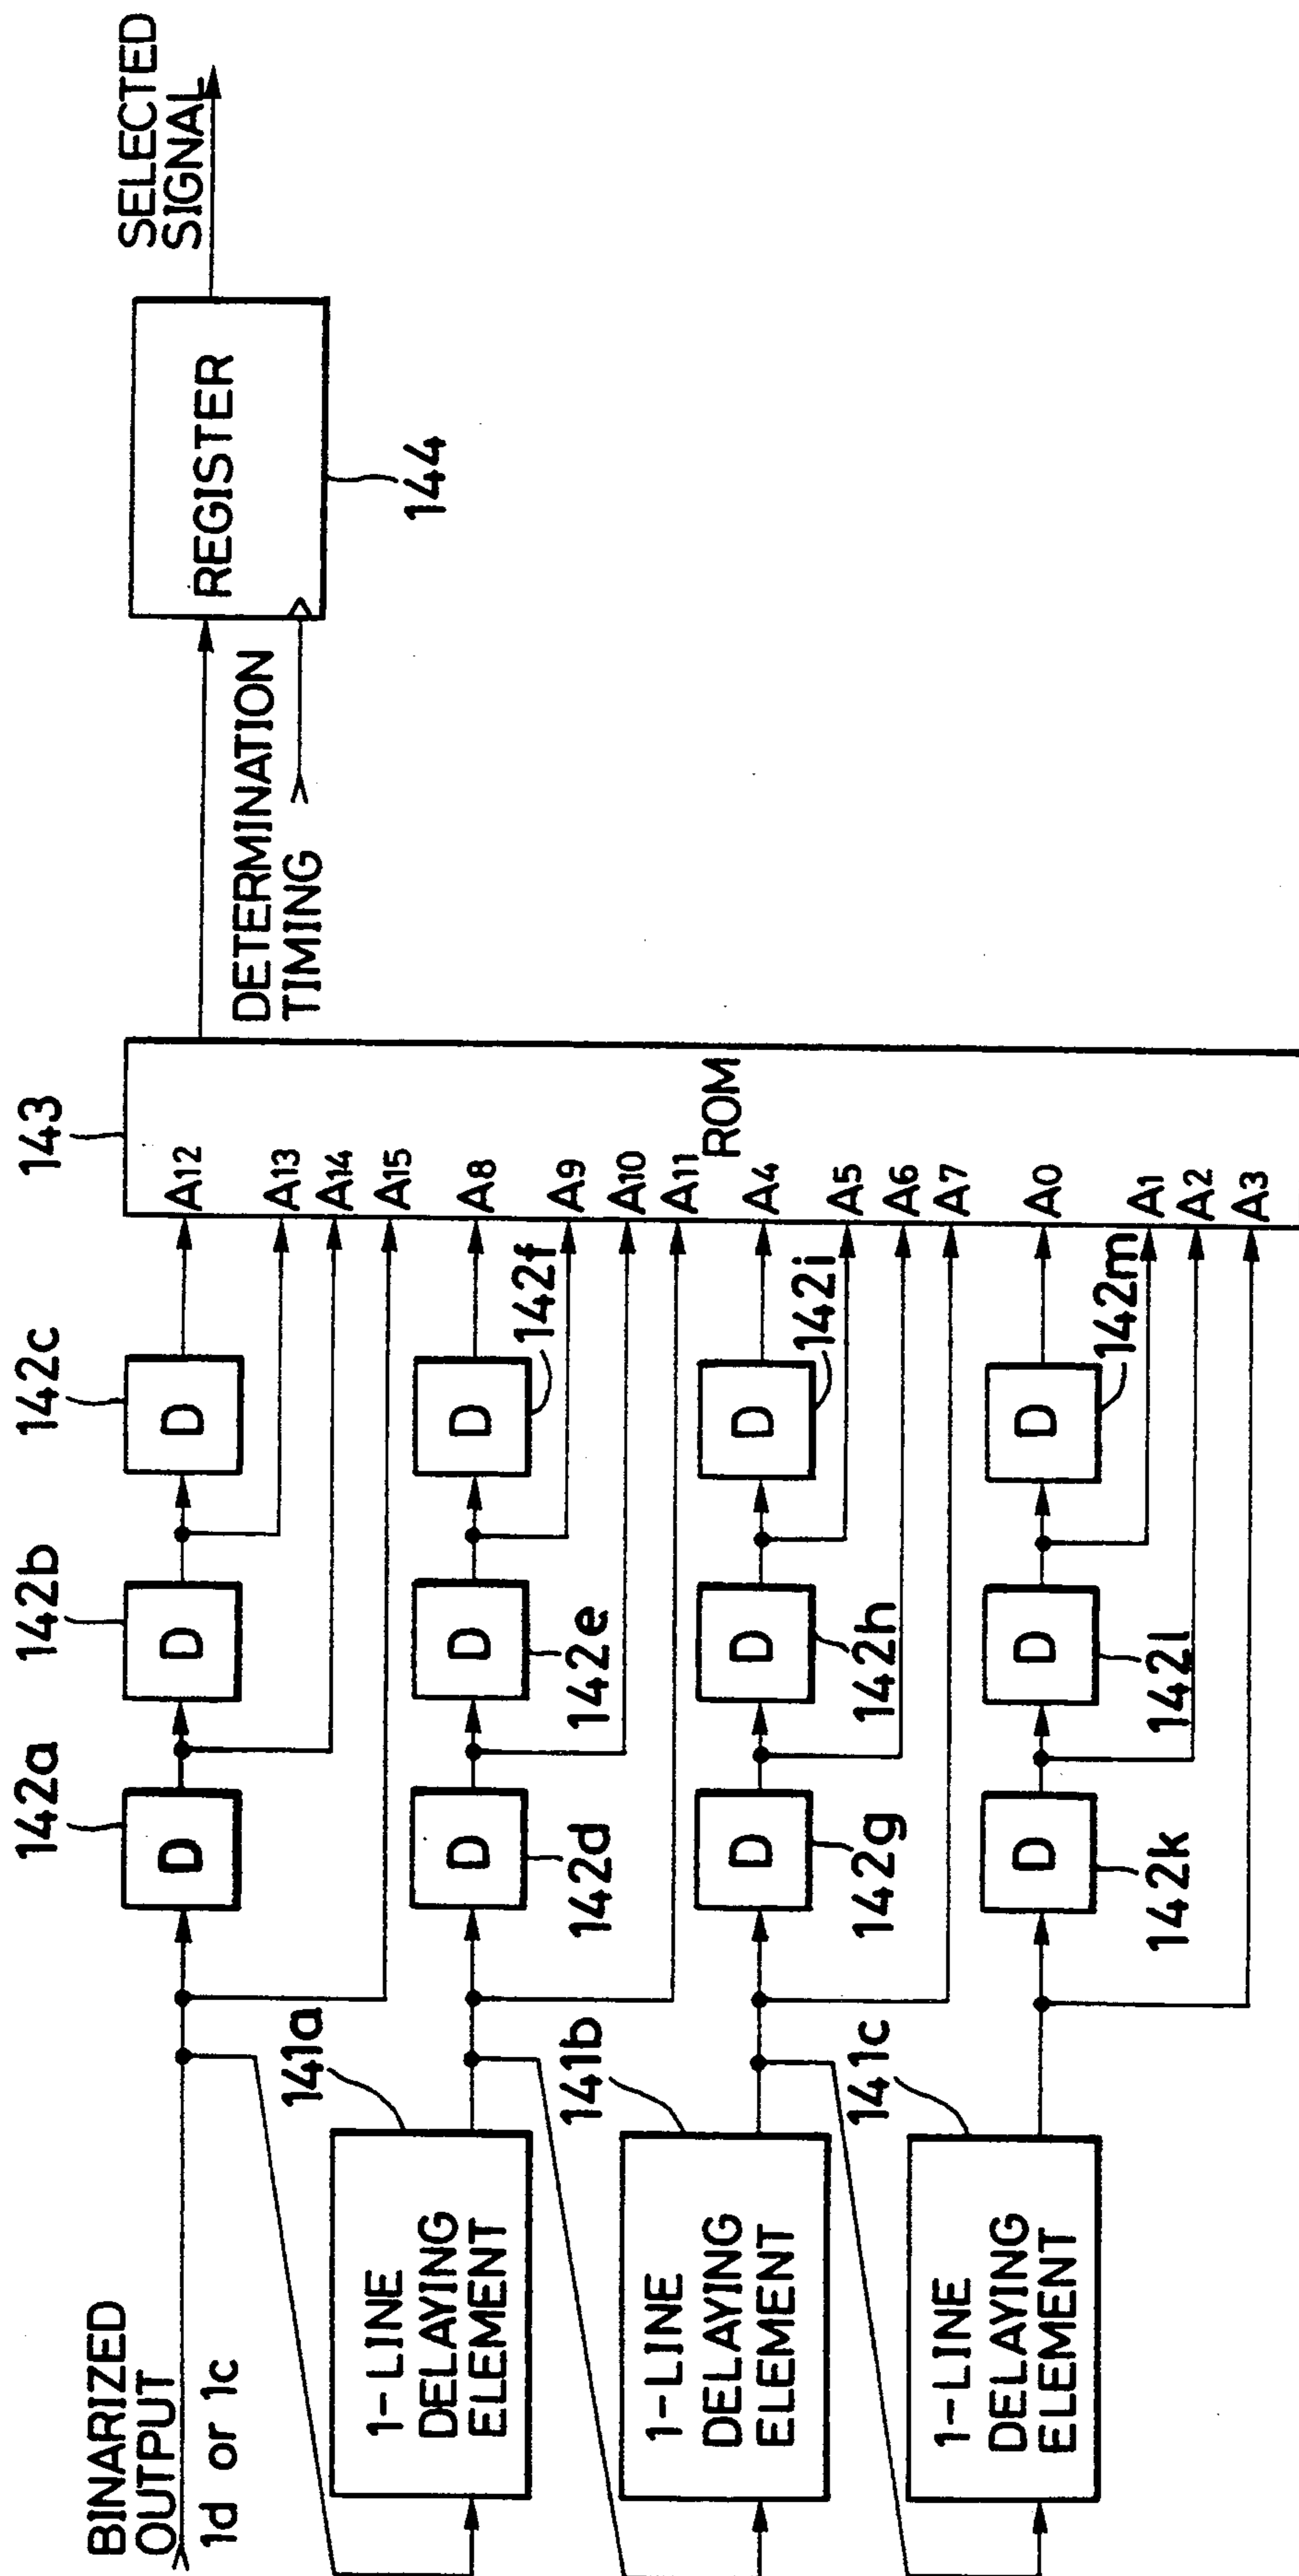 BINARIZED
OUTPUT
1d or 1c
142a
142b
142c
143
D
D
D
A12
A13
A14
A15
141a
1-LINE
DELAYING
ELEMENT
D
D
D
142d
142e
142f
A8
A9
A10
A11
ROM
141b
1-LINE
DELAYING
ELEMENT
D
D
D
142g
142h
142i
A4
A5
A6
A7
141c
1-LINE
DELAYING
ELEMENT
D
D
D
142k
142l
142m
A0
A1
A2
A3
DETERMINATION
TIMING
REGISTER
144
SELECTED
SIGNAL